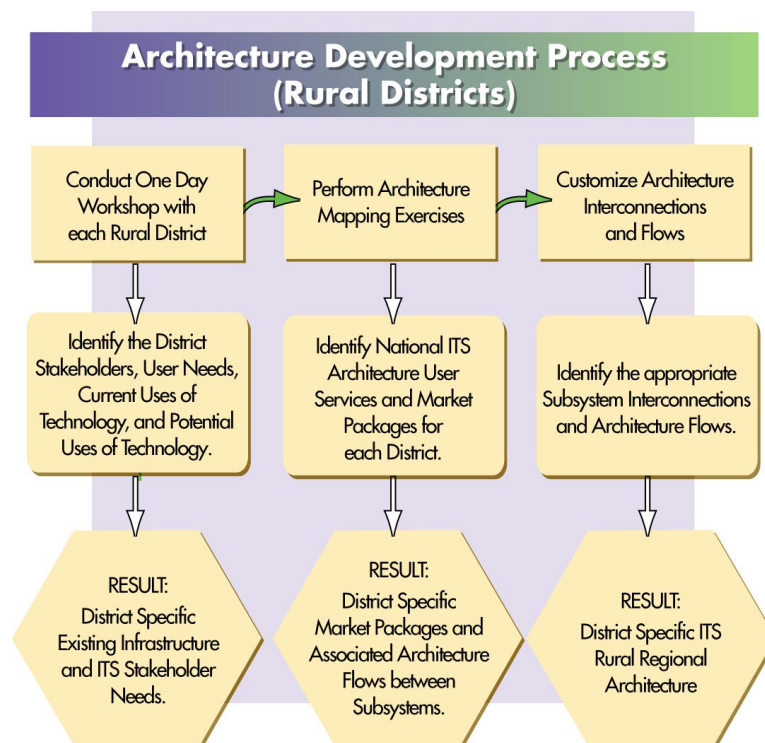 Architecture Development Process
(Rural Districts)
Conduct One Day
Workshop with
each Rural District
Perform Architecture
Mapping Exercises
Customize Architecture
Interconnections
and Flows
Identify the District
Stakeholders, User Needs,
Current Uses of
Technology, and Potential
Uses of Technology.
Identify National ITS
Architecture User
Services and Market
Packages for
each District.
Identify the appropriate
Subsystem Interconnections
and Architecture Flows.
RESULT:
District Specific
Existing Infrastructure
and ITS Stakeholder
Needs.
RESULT:
District Specific
Market Packages and
Associated Architecture
Flows between
Subsystems.
RESULT:
District Specific ITS
Rural Regional
Architecture